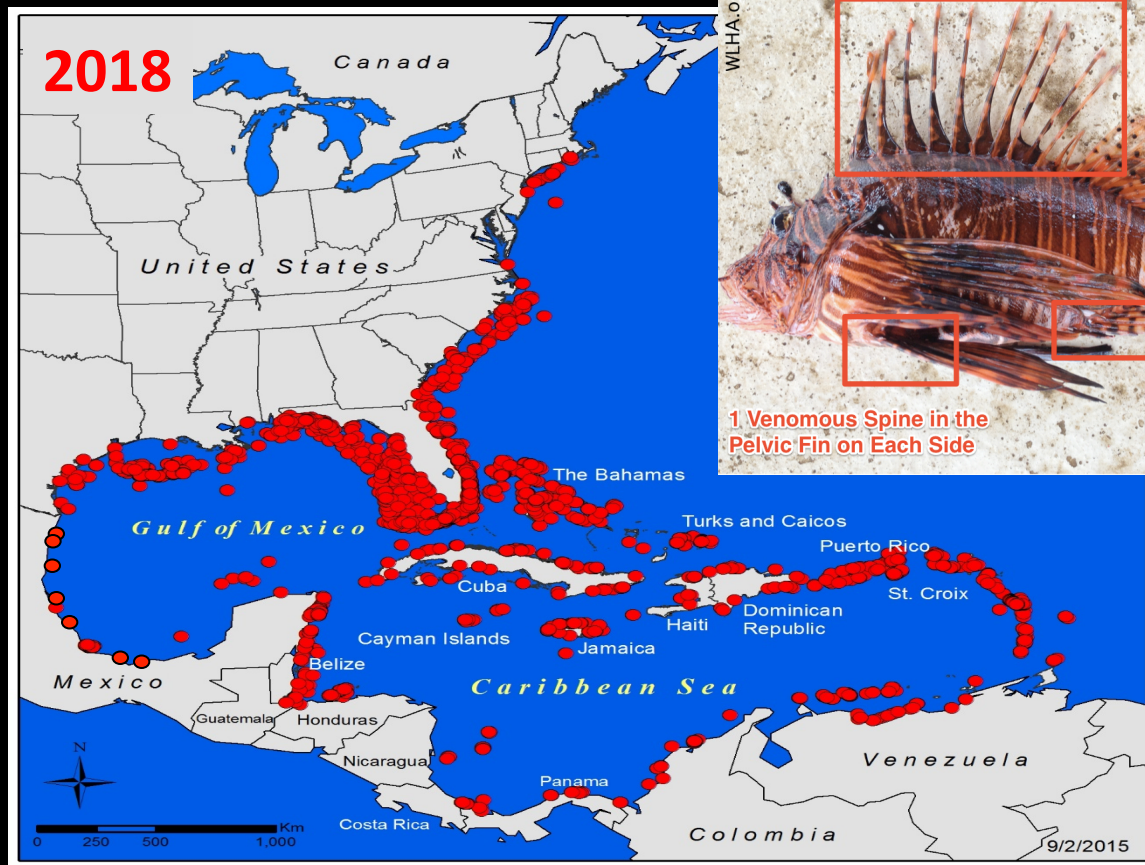 2018
Canada
WLHA.o
United States
1 Venomous Spine in the
Pelvic Fin on Each Side
The Bahamas
Gulf of Mexico
Turks and Caicos
Puerto Rico
Cuba
St. Croix
Dominican
Republic
Haiti
Cayman Islands
Jamaica
Belize
Mexico
Caribbean Sea
Guatemala
Honduras
N
Nicaragua
Venezuela
Panama
Costa Rica
Km
0 250 500 1,000
Colombia
9/2/2015